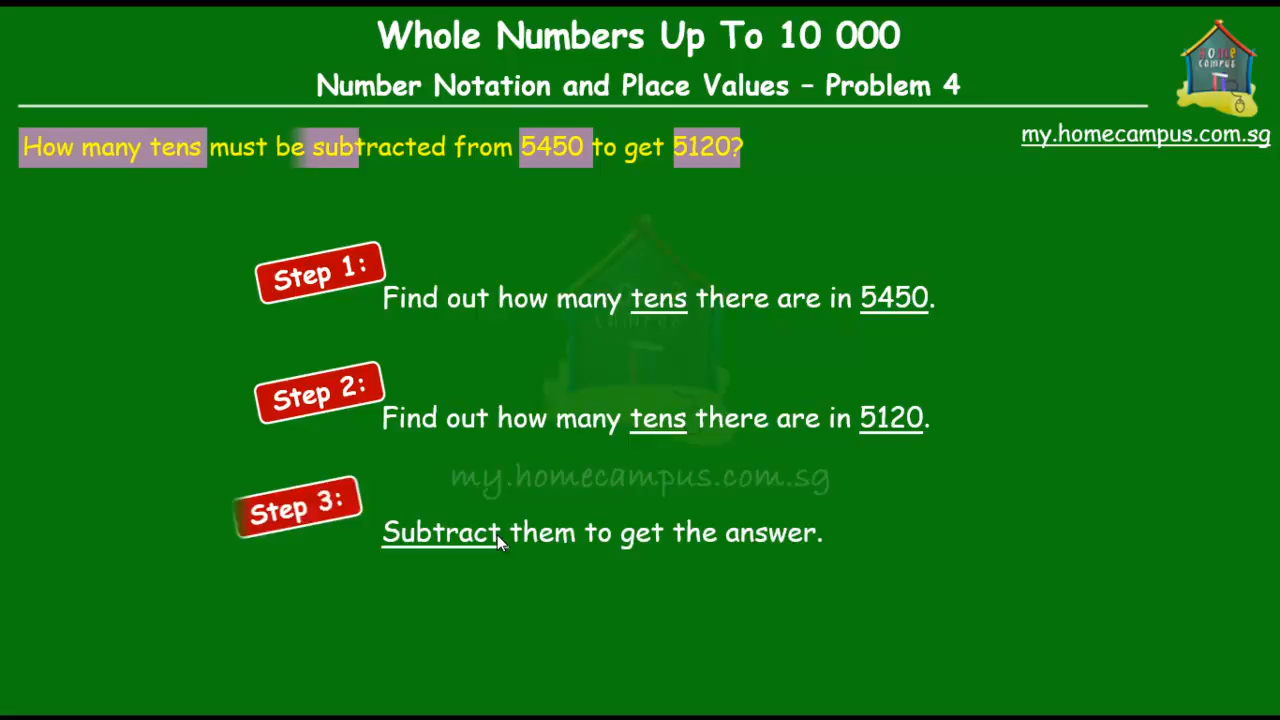 Whole Numbers Up To 10 000
Number Notation and Place Values – Problem 4
HOME
campus
my.homecampus.com.sg
How many tens must be subtracted from 5450 to get 5120?
Step 1:
Find out how many tens there are in 5450.
Step 2:
Find out how many tens there are in 5120.
my.homecampus.com.sg
Step 3:
Subtract them to get the answer.